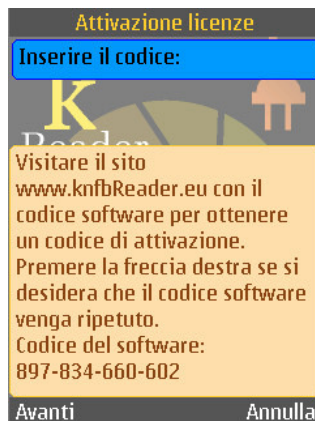 Attivazione licenze
Inserire il codice:
K
Reader
Visitare il sito
www.knfbReader.eu con il
codice software per ottenere
un codice di attivazione.
Premere la freccia destra se si
desidera che il codice software
venga ripetuto.
Codice del software:
897-834-660-602
Avanti
Annulla